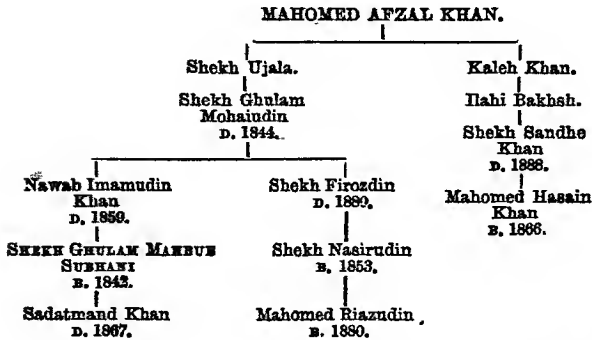 MAHOMED AFZAL KHAN.
Shekh Ujala.
Kaleh Khan.
Shekh Ghulam
Mohaiudin
D. 1844.
Ilahi Bakhsh.
Shekh Sandhe
Khan
D. 1888.
Nawab Imamudin
Khan
D. 1859.
Shekh Firozdin
D. 1889.
Mahomed Hasain
Khan
B. 1866.
SHEKH GHULAM MAHBUB
SUBHANI
B. 1842.
Shekh Nasirudin
B. 1853.
Sadatmand Khan
D. 1867.
Mahomed Riazudin
B. 1880.